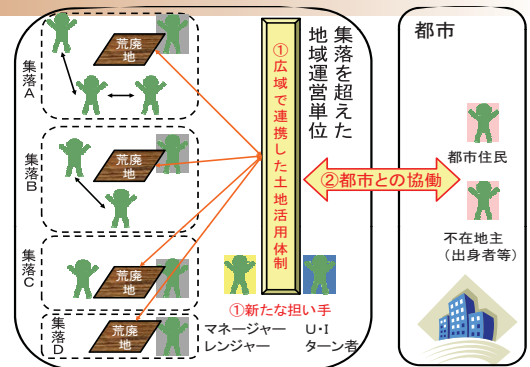 集落A
荒廃
地
集落B
荒廃
地
集落C
荒廃
地
集落D
荒廃
地
①広域で連携した土地活用体制
集落を超えた
地域運営単位
①新たな担い手
マネージャー
レンジャー
U・I
ターン者
②都市との協働
都市
都市住民
不在地主
（出身者等）